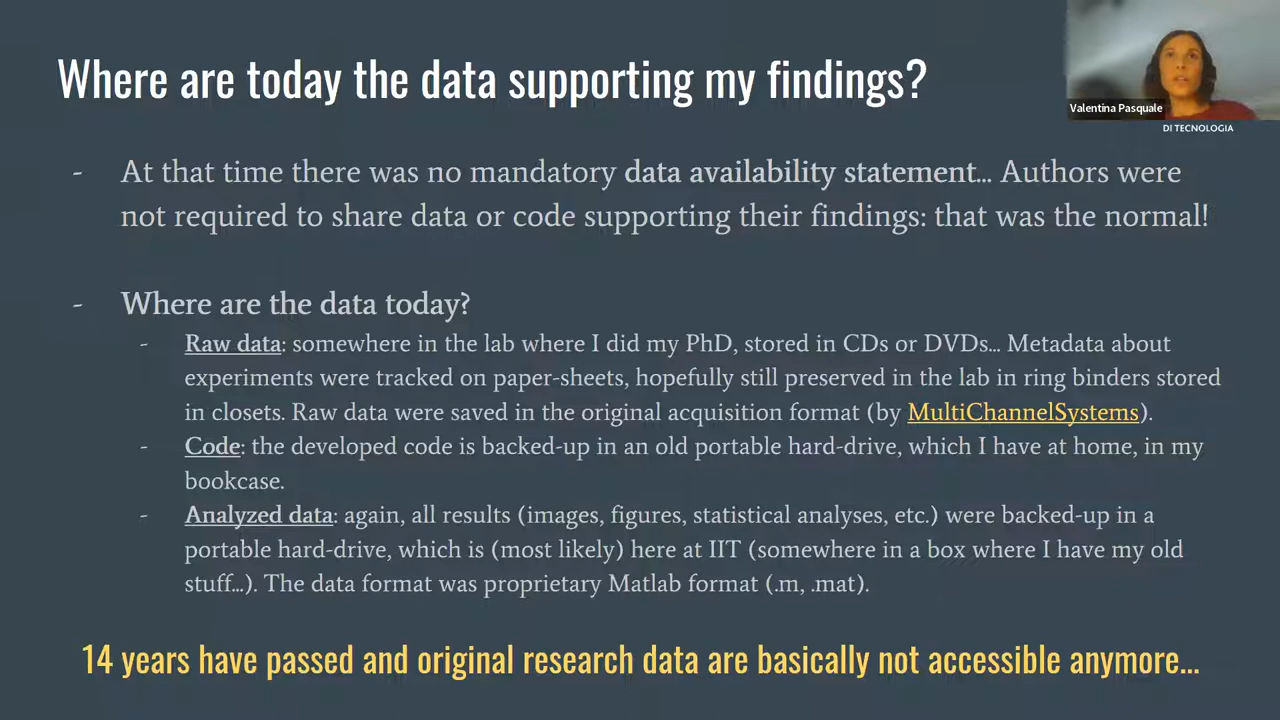 Where are today the data supporting my findings?
Valentina Pasquale
DI TECNOLOGIA
- At that time there was no mandatory data availability statement... Authors were
not required to share data or code supporting their findings: that was the normal!
- Where are the data today?
- Raw data: somewhere in the lab where I did my PhD, stored in CDs or DVDs... Metadata about
experiments were tracked on paper-sheets, hopefully still preserved in the lab in ring binders stored
in closets. Raw data were saved in the original acquisition format (by MultiChannelSystems).
- Code: the developed code is backed-up in an old portable hard-drive, which I have at home, in my
bookcase.
- Analyzed data: again, all results (images, figures, statistical analyses, etc.) were backed-up in a
portable hard-drive, which is (most likely) here at IIT (somewhere in a box where I have my old
stuff...). The data format was proprietary Matlab format (.m, .mat).
14 years have passed and original research data are basically not accessible anymore...